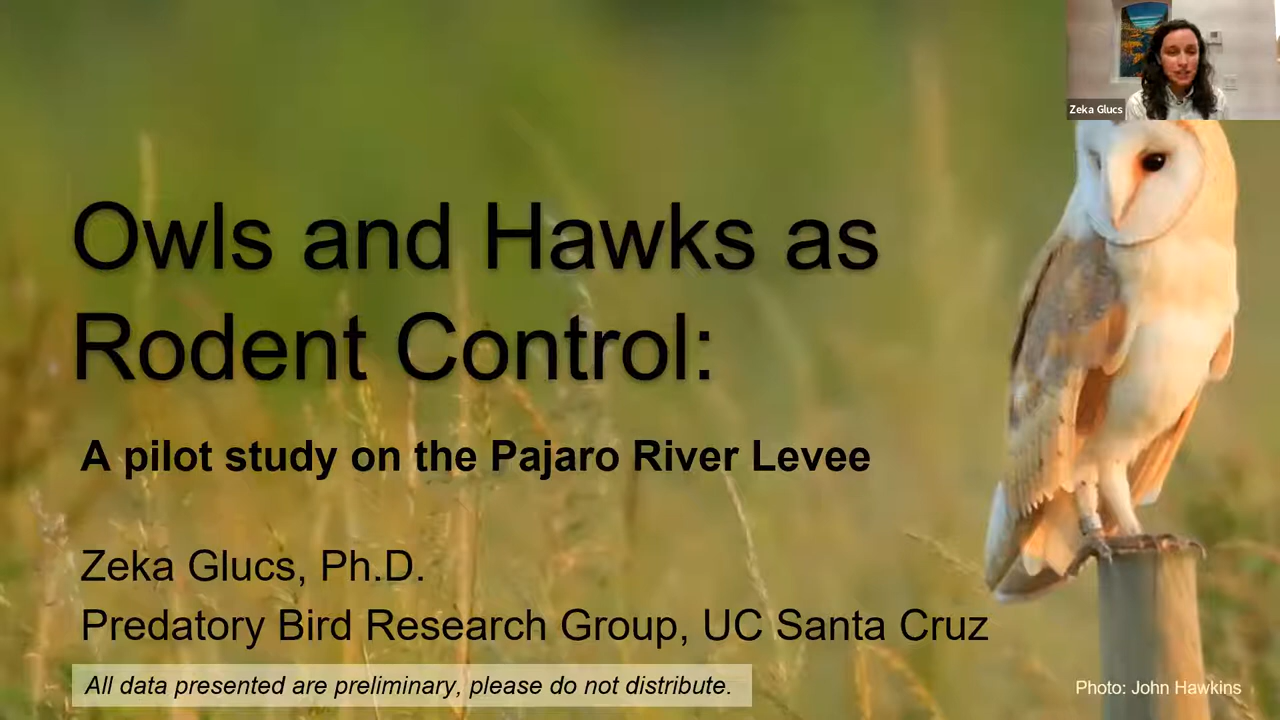 Zeka Glucs
Owls and Hawks as
Rodent Control:
A pilot study on the Pajaro River Levee
Zeka Glucs, Ph.D.
Predatory Bird Research Group, UC Santa Cruz
All data presented are preliminary, please do not distribute.
Photo: John Hawkins